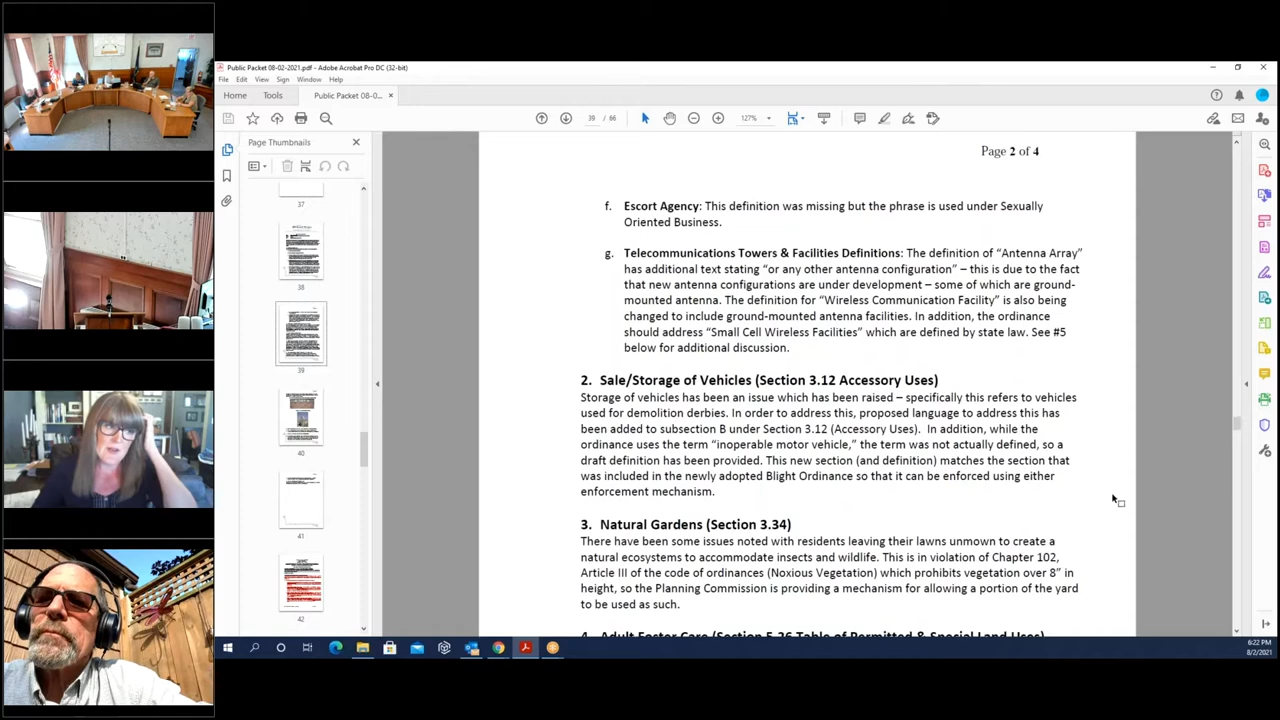 Public Packet 08-02-2021.pdf - Adobe Acrobat Pro DC (32-bit)
File Edit View Sign Window Help
Home Tools Public Packet 08-0... ×
39 / 66 127%
Page Thumbnails
37
38
39
40
41
42
Page 2 of 4
f. Escort Agency: This definition was missing but the phrase is used under Sexually
Oriented Business.
g. Telecommunication Towers & Facilities Definitions: The definition of “Antenna Array”
has additional text stating “or any other antenna configuration” – this is due to the fact
that new antenna configurations are under development – some of which are ground-
mounted antenna. The definition for “Wireless Communication Facility” is also being
changed to include ground-mounted antenna facilities. In addition, the ordinance
should address “Small Cell Wireless Facilities” which are defined by state law. See #5
below for additional discussion.
2. Sale/Storage of Vehicles (Section 3.12 Accessory Uses)
Storage of vehicles has been an issue which has been raised – specifically this refers to vehicles
used for demolition derbies. In order to address this, proposed language to address this has
been added to subsection B under Section 3.12 (Accessory Uses). In addition, while the
ordinance uses the term “inoperable motor vehicle,” the term was not actually defined, so a
draft definition has been provided. This new section (and definition) matches the section that
was included in the newly adopted Blight Ordinance so that it can be enforced using either
enforcement mechanism.
3. Natural Gardens (Section 3.34)
There have been some issues noted with residents leaving their lawns unmown to create a
natural ecosystems to accommodate insects and wildlife. This is in violation of Chapter 102,
Article III of the code of ordinances (Noxious Vegetation) which prohibits vegetation over 8” in
height, so the Planning Commission is providing a mechanism for allowing a portion of the yard
to be used as such.
4. Adult Foster Care (Section 5.26 Table of Permitted & Special Land Uses)
6:22 PM
8/2/2021